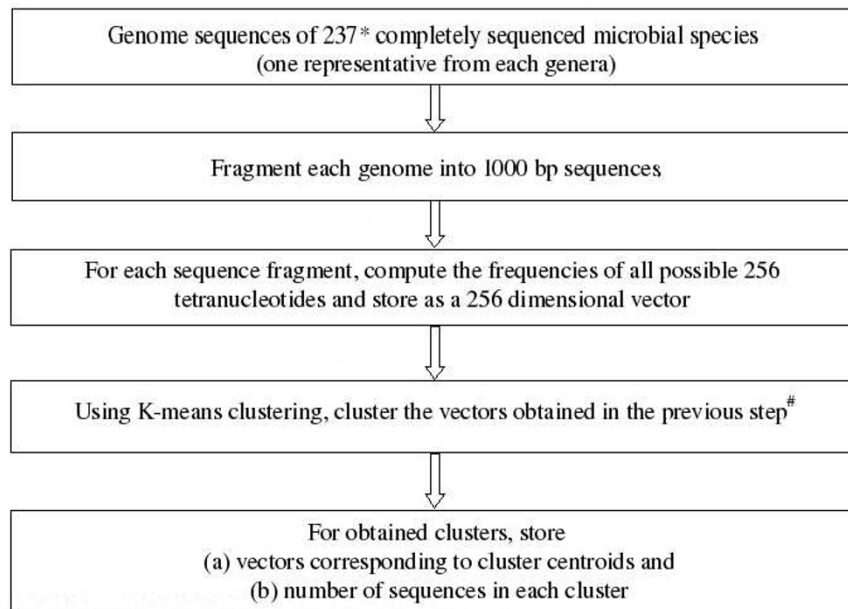 Genome sequences of 237* completely sequenced microbial species
(one representative from each genera)
Fragment each genome into 1000 bp sequences
For each sequence fragment, compute the frequencies of all possible 256
tetranucleotides and store as a 256 dimensional vector
Using K-means clustering, cluster the vectors obtained in the previous step#
For obtained clusters, store
(a) vectors corresponding to cluster centroids and
(b) number of sequences in each cluster